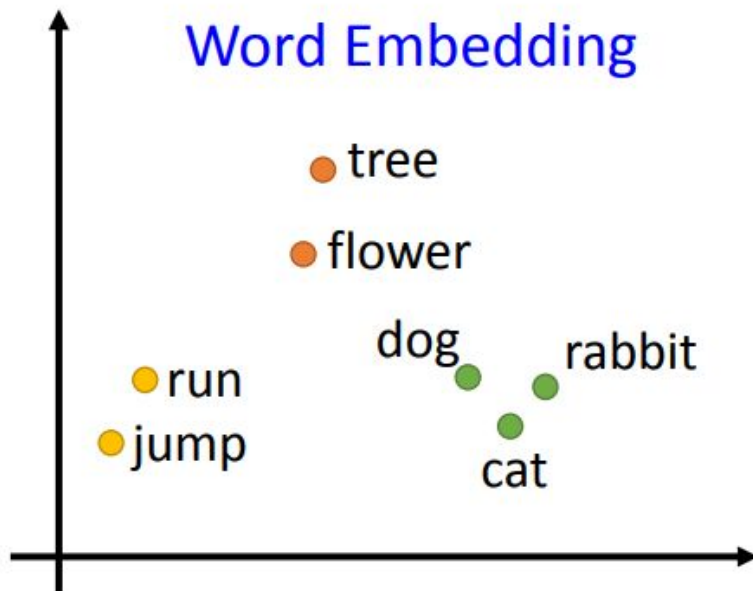 Word Embedding
tree
flower
dog
rabbit
run
jump
cat